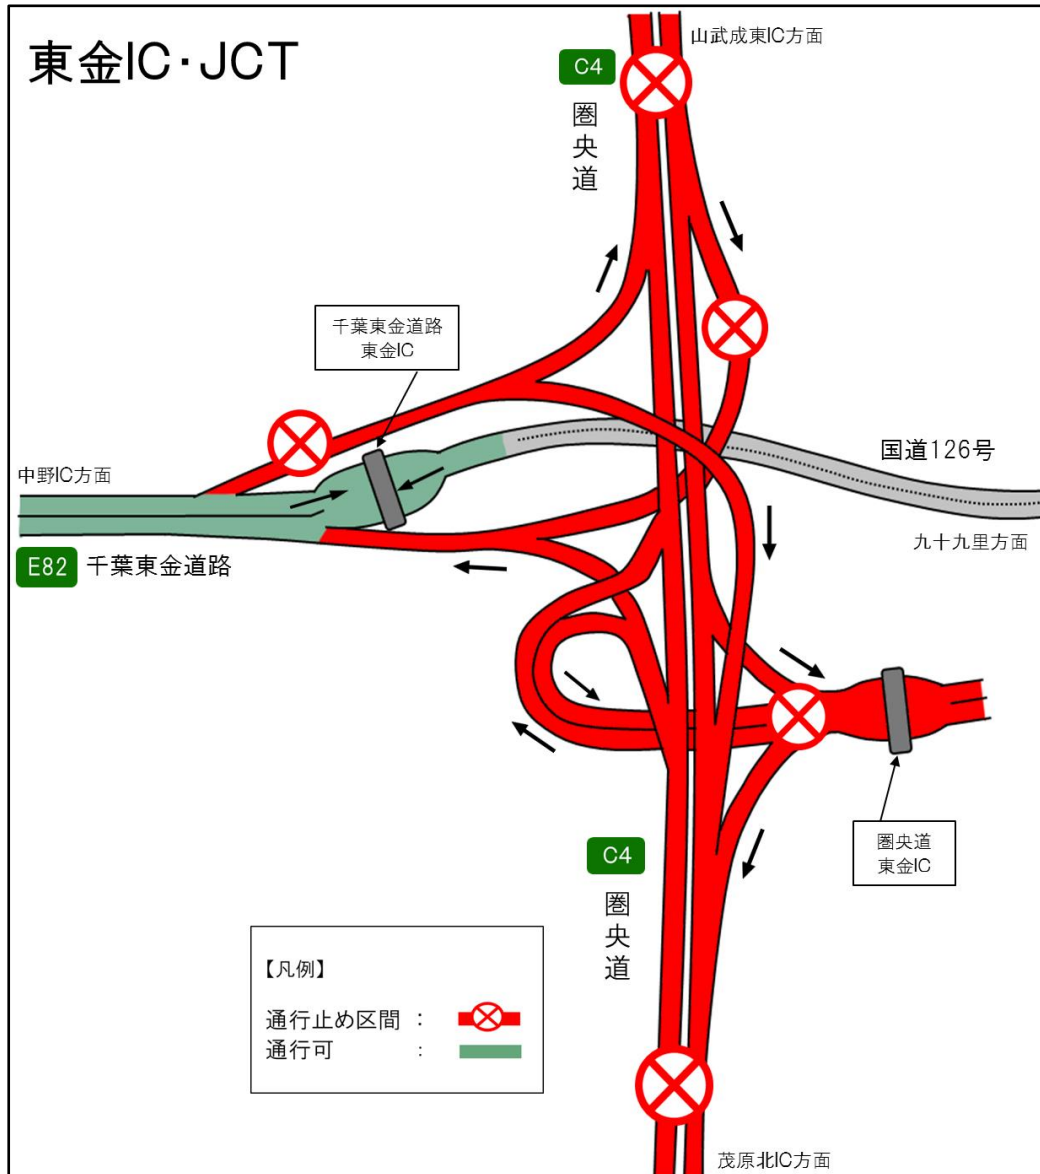 東金IC・JCT
山武成東IC方面
C4
圏
央
道
千葉東金道路
東金IC
国道126号
中野IC方面
九十九里方面
E82 千葉東金道路
圏央道
東金IC
C4
圏
央
道
【凡例】
通行止め区間 :
通行可 :
茂原北IC方面